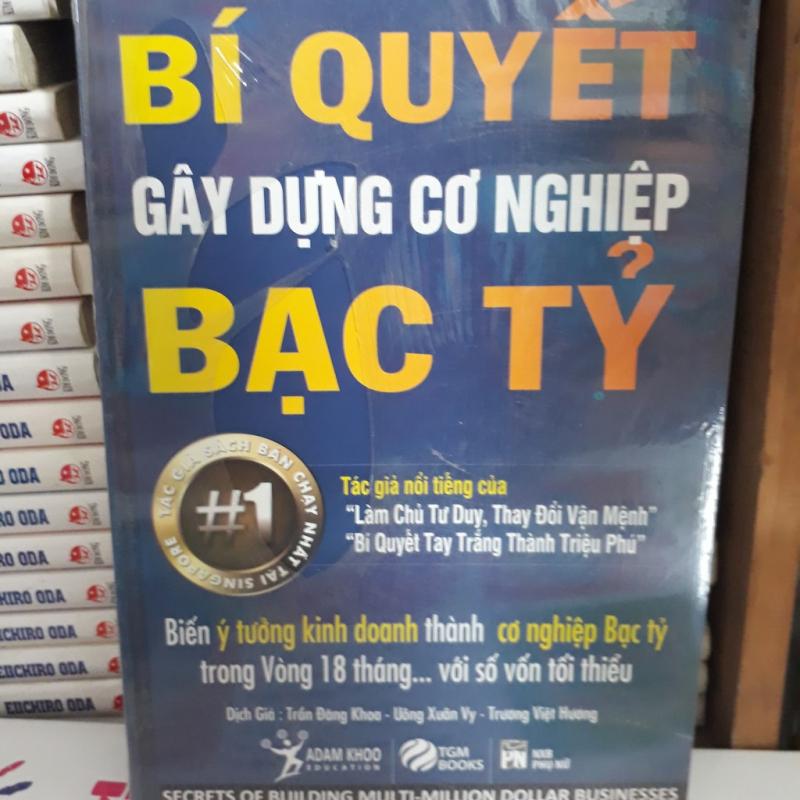 BÍ QUYẾT
GÂY DỰNG CƠ NGHIỆP
BẠC TỶ
TÁC GIẢ SÁCH BÁN CHẠY NHẤT TẠI SINGAPORE
#1
Tác giả nổi tiếng của
"Làm Chủ Tư Duy, Thay Đổi Vận Mệnh"
"Bí Quyết Tay Trắng Thành Triệu Phú"
Biến ý tưởng kinh doanh thành cơ nghiệp Bạc tỷ
trong Vòng 18 tháng... với số vốn tối thiểu
Dịch Giả : Trần Đăng Khoa - Uông Xuân Vy - Trương Việt Hương
ADAM KHOO
EDUCATION
TGM
BOOKS
PN
NXB
PHỤ NỮ
SECRETS OF BUILDING MULTI-MILLION DOLLAR BUSINESSES
ODA
ODA
RO ODA
RO ODA
HIRO ODA
CHIRO ODA
EIICHIRO ODA
EIICHIRO ODA